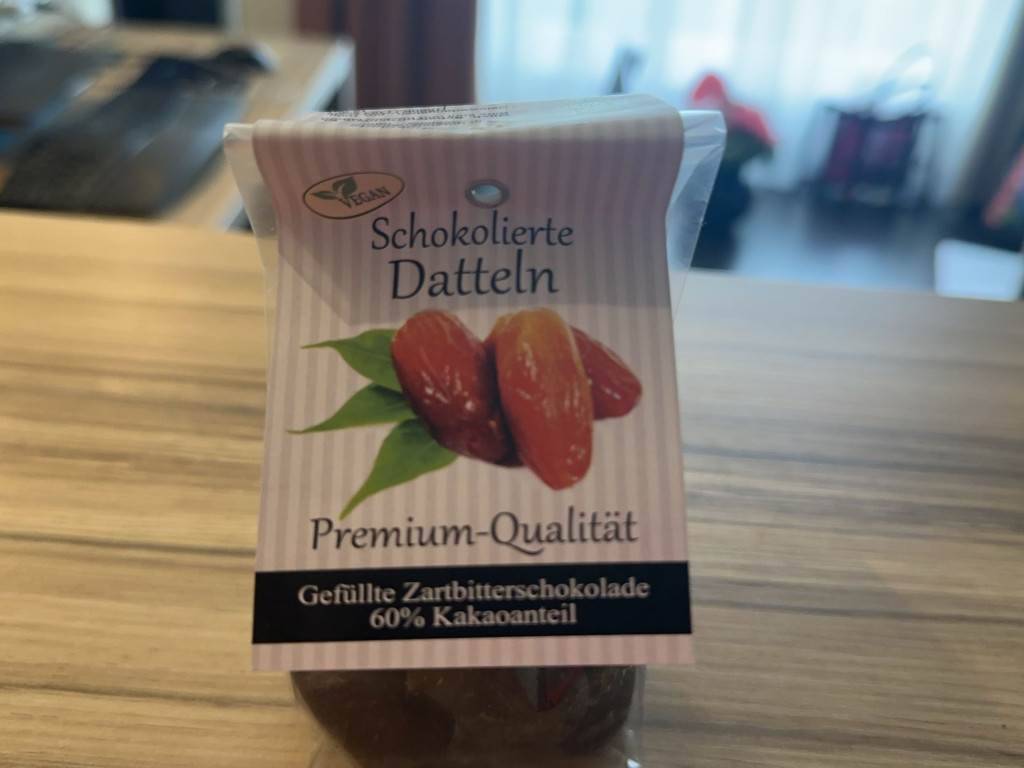 VEGAN
Schokolierte
Datteln
Premium-Qualität
Gefüllte Zartbitterschokolade
60% Kakaoanteil